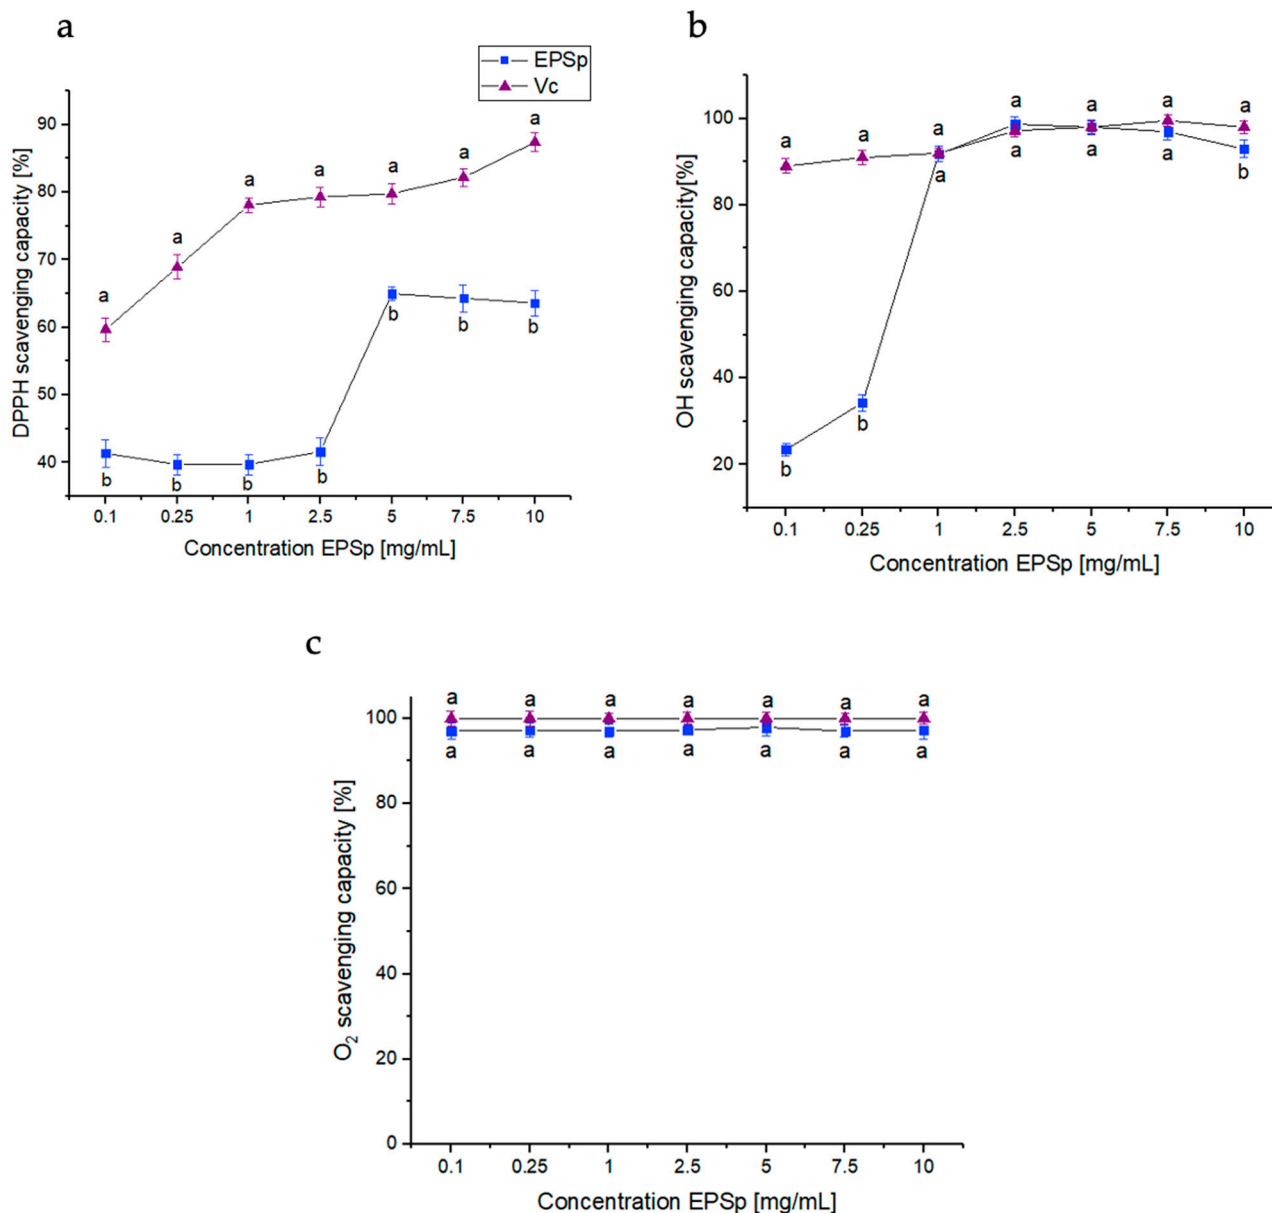 a
EPSp
Vc
DPPH scavenging capacity [%]
90
80
70
60
50
40
a a a a a a a
b b b b b b b
0.1 0.25 1 2.5 5 7.5 10
Concentration EPSp [mg/mL]
b
OH scavenging capacity[%]
100
80
60
40
20
a a a a a a a
b b a a a a b
0.1 0.25 1 2.5 5 7.5 10
Concentration EPSp [mg/mL]
c
O₂ scavenging capacity [%]
100
80
60
40
20
0
a a a a a a a
a a a a a a a
0.1 0.25 1 2.5 5 7.5 10
Concentration EPSp [mg/mL]